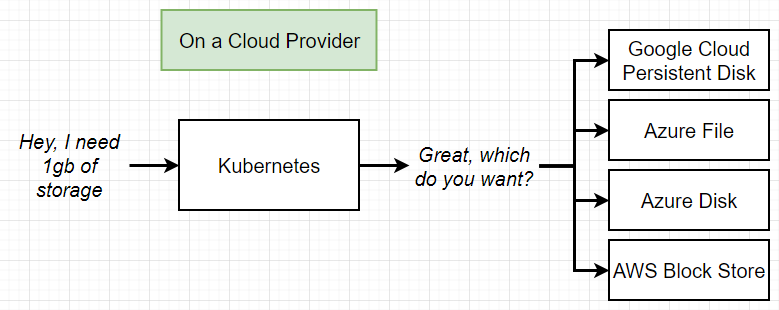 On a Cloud Provider
Hey, I need
1gb of
storage
Kubernetes
Great, which
do you want?
Google Cloud
Persistent Disk
Azure File
Azure Disk
AWS Block Store